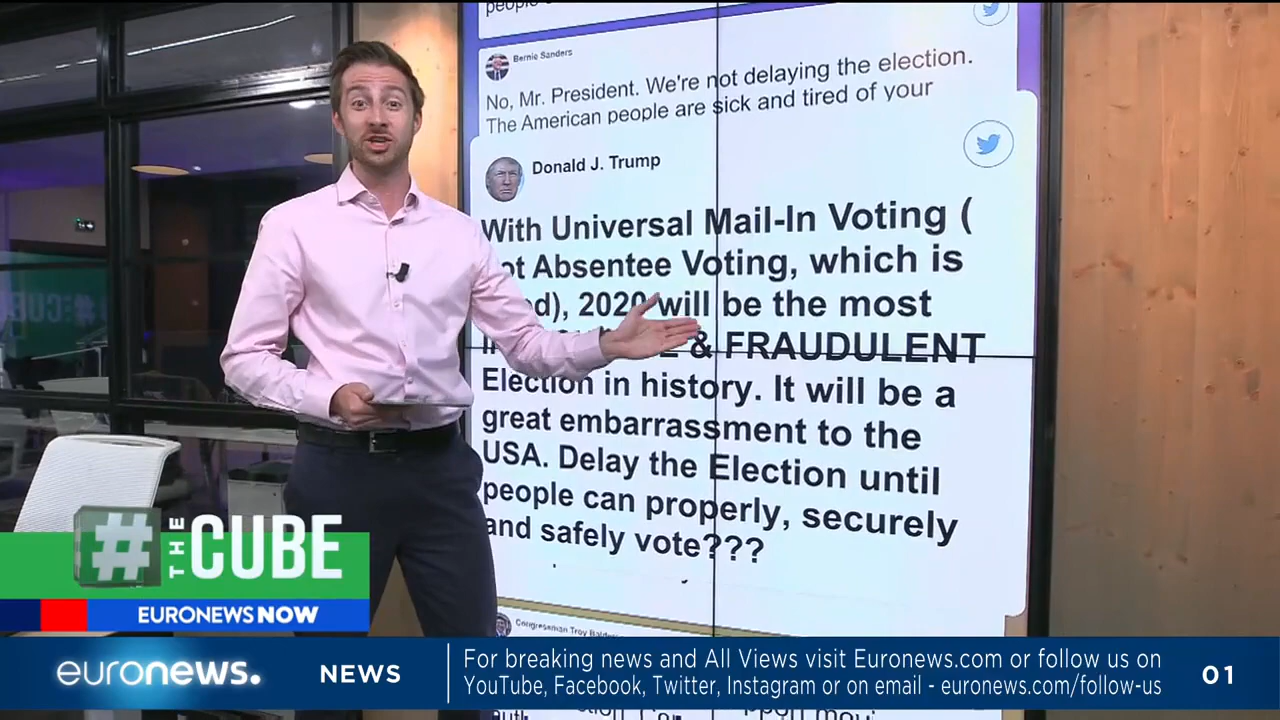 Bernie Sanders
No, Mr. President. We're not delaying the election.
The American people are sick and tired of your
Donald J. Trump
With Universal Mail-In Voting (
Absentee Voting, which is
2020 will be the most
& FRAUDULENT
Election in history. It will be a
great embarrassment to the
USA. Delay the Election until
people can properly, securely
and safely vote???
Congressman Troy
# THE CUBE
EURONEWS NOW
euronews.
NEWS
For breaking news and All Views visit Euronews.com or follow us on
YouTube, Facebook, Twitter, Instagram or on email - euronews.com/follow-us
01